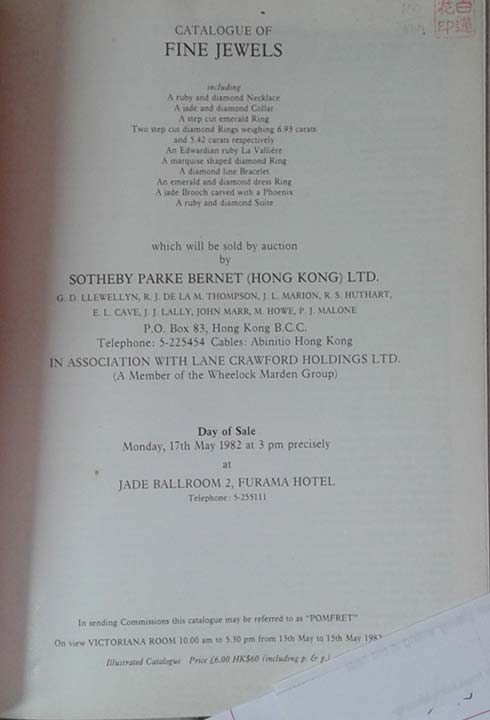 CATALOGUE OF
FINE JEWELS
including
A ruby and diamond Necklace
A jade and diamond Collar
A step cut emerald Ring
Two step cut diamond Rings weighing 6.93 carats
and 5.42 carats respectively
An Edwardian ruby La Vallière
A marquise shaped diamond Ring
A diamond line Bracelet
An emerald and diamond dress Ring
A jade Brooch carved with a Phoenix
A ruby and diamond Suite
which will be sold by auction
by
SOTHEBY PARKE BERNET (HONG KONG) LTD.
G. D. LLEWELLYN, R. J. DE LA M. THOMPSON, J. L. MARION, R. S. HUTHART,
E. L. CAVE, J. J. LALLY, JOHN MARR, M. HOWE, P. J. MALONE
P.O. Box 83, Hong Kong B.C.C.
Telephone: 5-225454 Cables: Abinitio Hong Kong
IN ASSOCIATION WITH LANE CRAWFORD HOLDINGS LTD.
(A Member of the Wheelock Marden Group)
Day of Sale
Monday, 17th May 1982 at 3 pm precisely
at
JADE BALLROOM 2, FURAMA HOTEL
Telephone: 5-255111
In sending Commissions this catalogue may be referred to as "POMFRET"
On view VICTORIANA ROOM 10.00 am to 5.30 pm from 13th May to 15th May 1982
Illustrated Catalogue Price £6.00 HK$60 (including p. & p.)